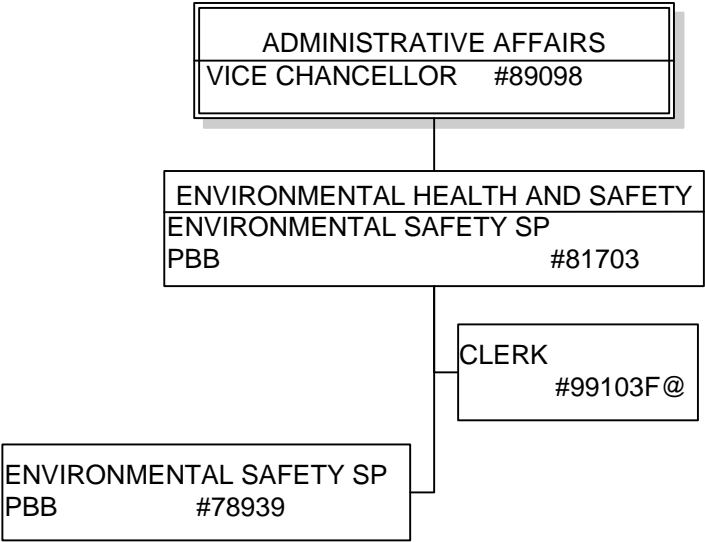 ADMINISTRATIVE AFFAIRS
VICE CHANCELLOR #89098
ENVIRONMENTAL HEALTH AND SAFETY
ENVIRONMENTAL SAFETY SP
PBB #81703
CLERK
#99103F@
ENVIRONMENTAL SAFETY SP
PBB #78939